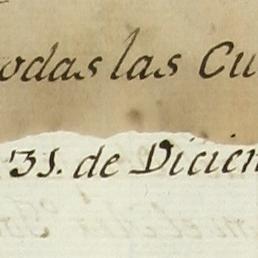 odas las Cu
31. de Dicien